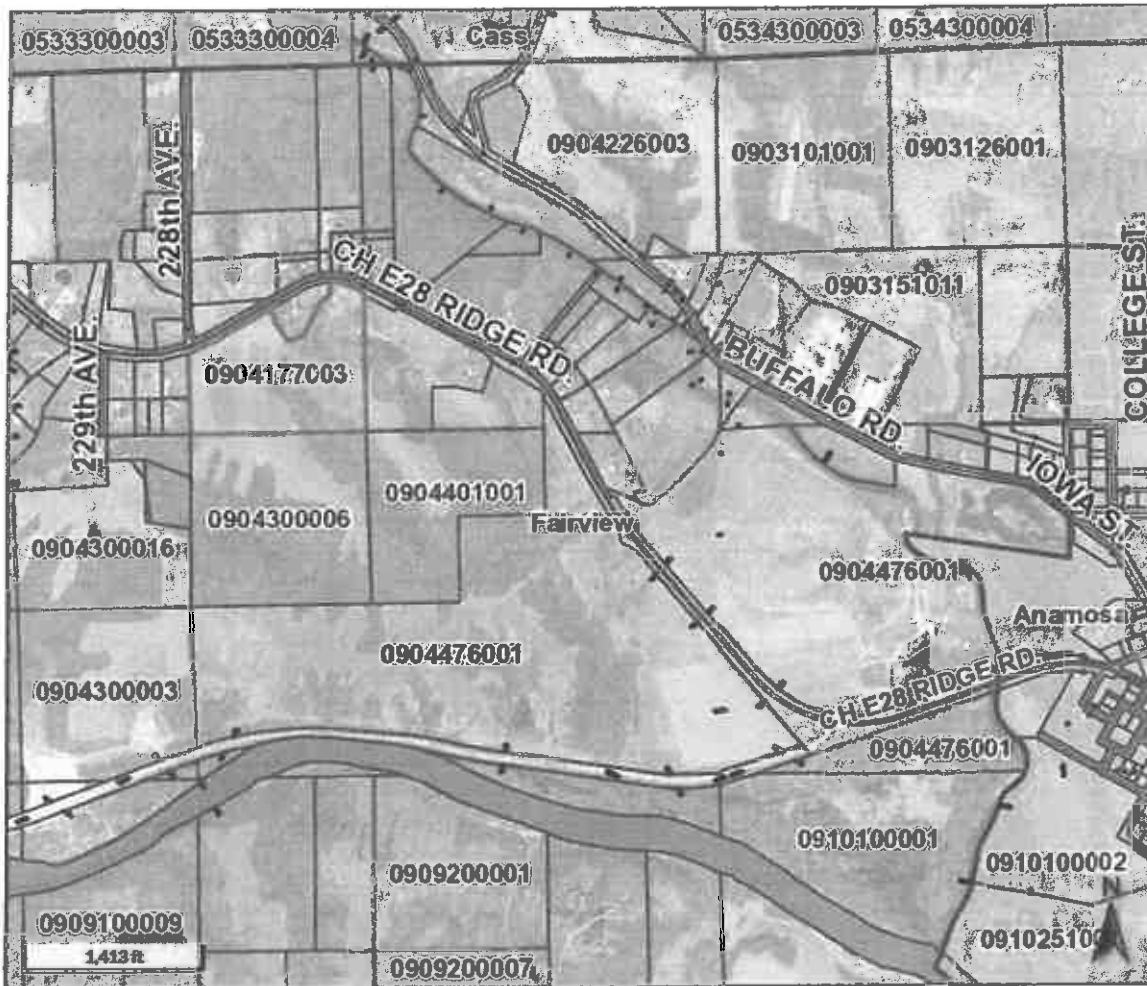 0533300003 0533300004 Cass 0534300003 0534300004
228th AVE.
0904226003 0903101001 0903126001
COLLEGE ST.
CH E28 RIDGE RD.
0903151011
229th AVE.
0904177003
BUFFALO RD.
0904401001
IOWA ST.
0904300006
Fairview
0904300016
0904476001
Anamosa
0904476001
0904300003
CH E28 RIDGE RD.
0904476001
0910100001
0909200001
0910100002
N
0909100009
1,413 ft
0909200007